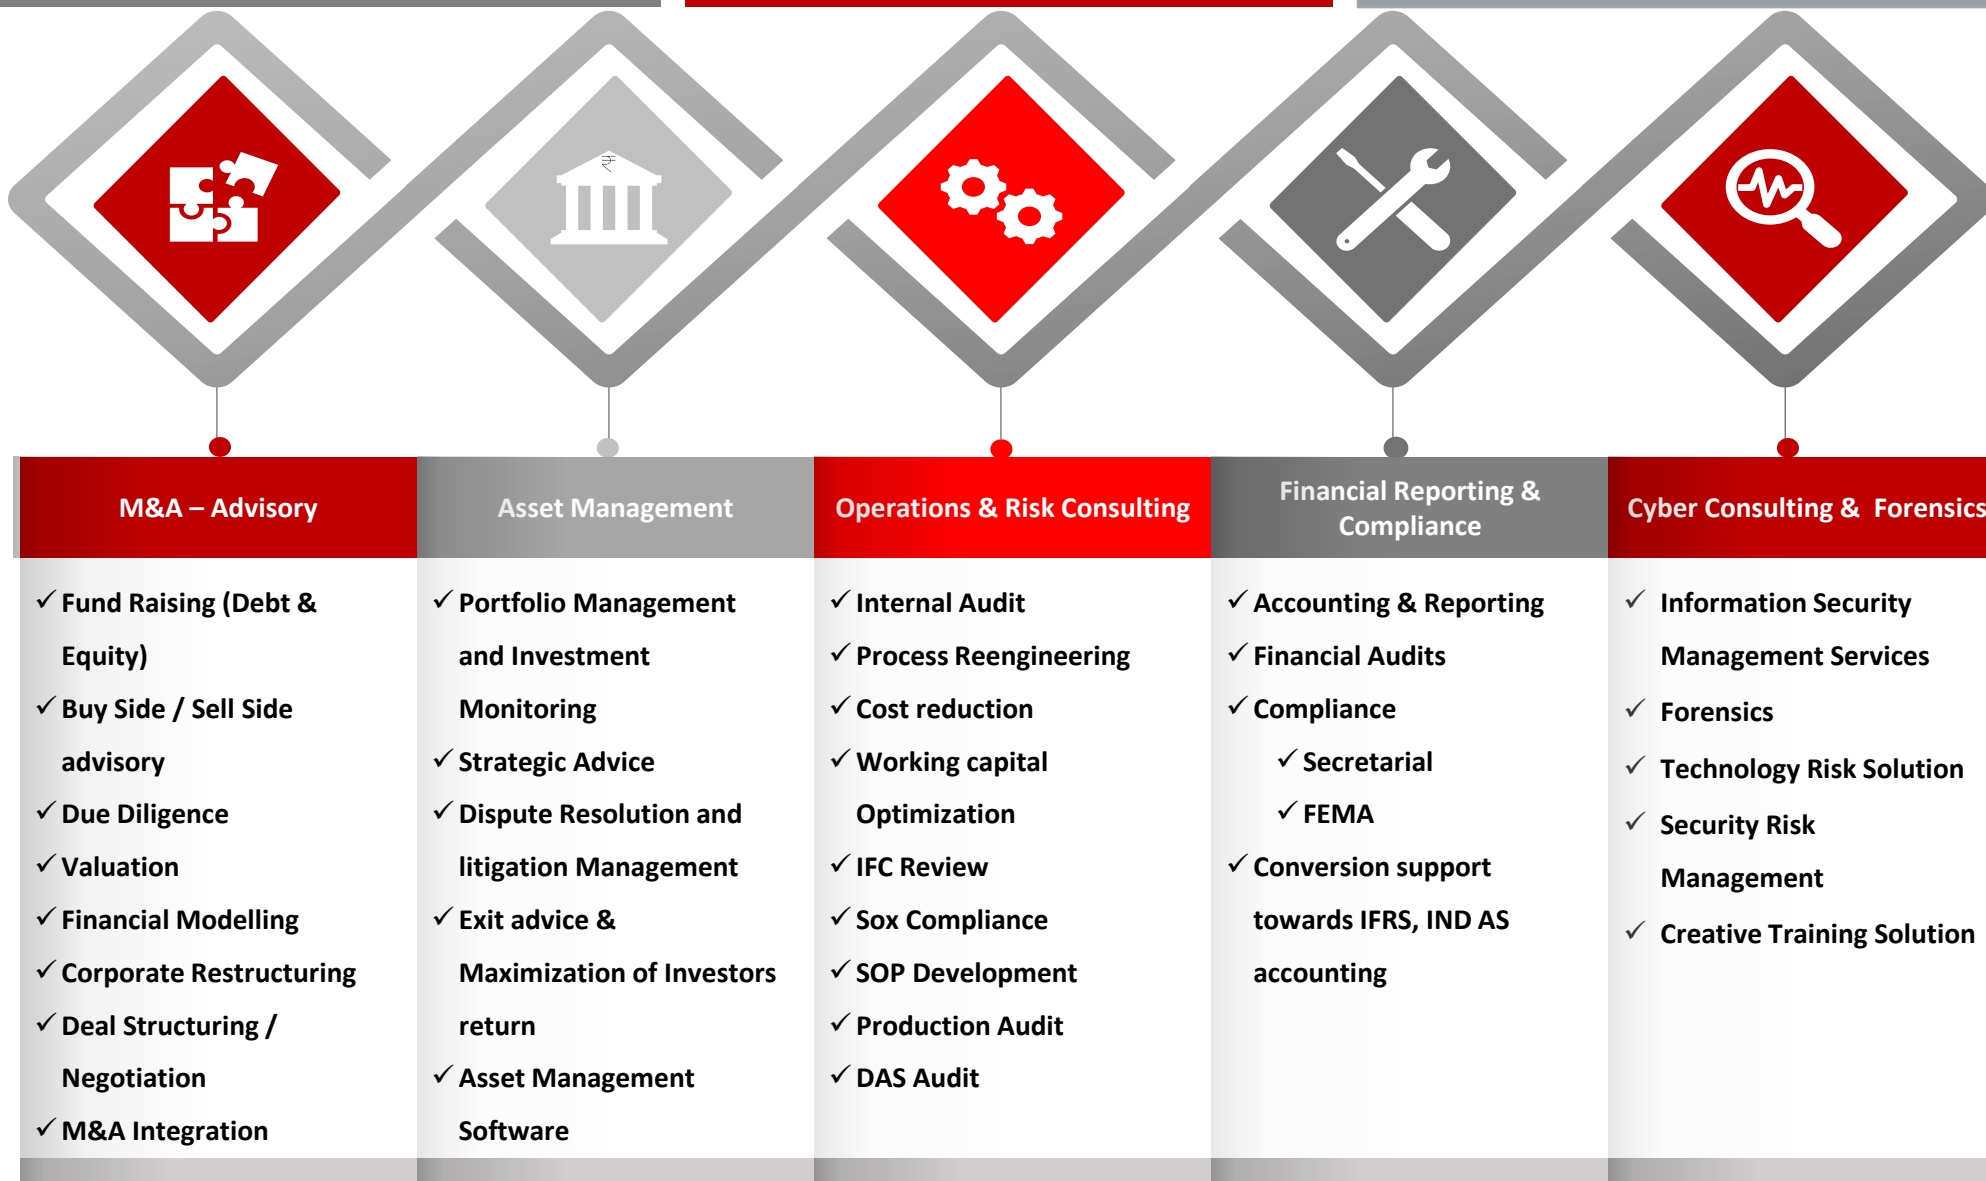 ₹
M&A – Advisory
Fund Raising (Debt &
Equity)
Buy Side / Sell Side
advisory
Due Diligence
Valuation
Financial Modelling
Corporate Restructuring
Deal Structuring /
Negotiation
M&A Integration
Asset Management
Portfolio Management
and Investment
Monitoring
Strategic Advice
Dispute Resolution and
litigation Management
Exit advice &
Maximization of Investors
return
Asset Management
Software
Operations & Risk Consulting
Internal Audit
Process Reengineering
Cost reduction
Working capital
Optimization
IFC Review
Sox Compliance
SOP Development
Production Audit
DAS Audit
Financial Reporting &
Compliance
Accounting & Reporting
Financial Audits
Compliance
Secretarial
FEMA
Conversion support
towards IFRS, IND AS
accounting
Cyber Consulting & Forensics
Information Security
Management Services
Forensics
Technology Risk Solution
Security Risk
Management
Creative Training Solution